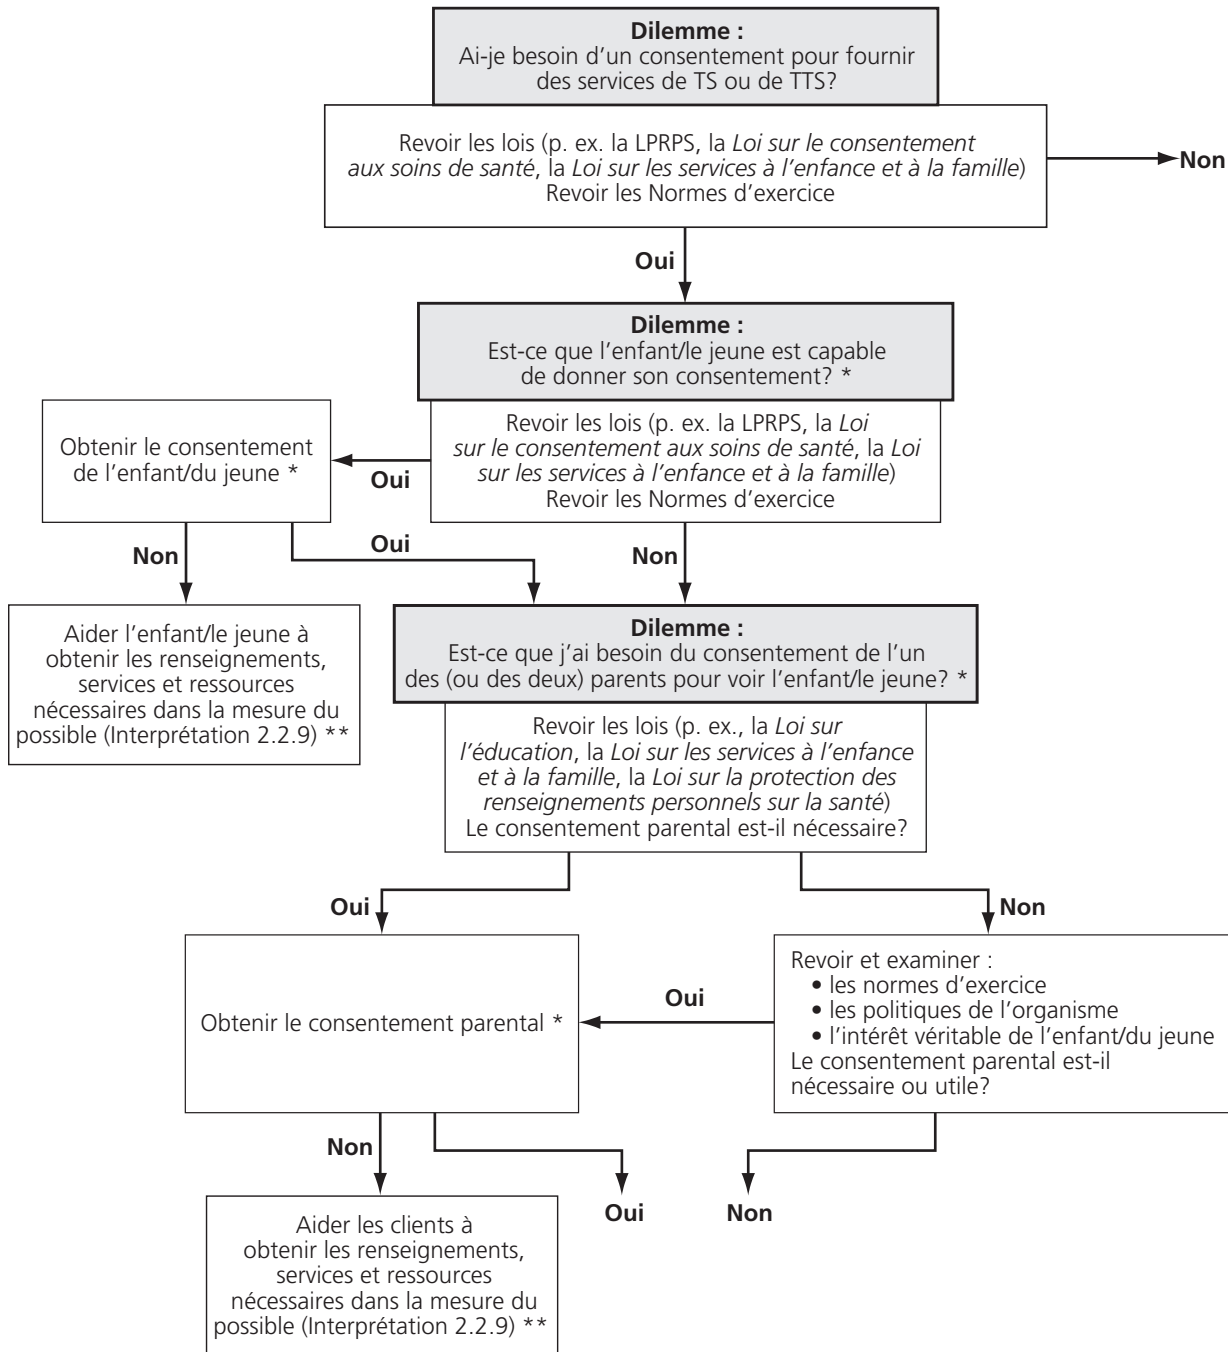 Dilemme :
Ai-je besoin d'un consentement pour fournir
des services de TS ou de TTS?
Revoir les lois (p. ex. la LPRPS, la Loi sur le consentement
aux soins de santé, la Loi sur les services à l'enfance et à la famille)
Revoir les Normes d'exercice
Non
Oui
Dilemme :
Est-ce que l'enfant/le jeune est capable
de donner son consentement? *
Revoir les lois (p. ex. la LPRPS, la Loi
sur le consentement aux soins de santé, la Loi
sur les services à l'enfance et à la famille)
Revoir les Normes d'exercice
Oui
Obtenir le consentement
de l'enfant/du jeune *
Non
Oui
Non
Aider l'enfant/le jeune à
obtenir les renseignements,
services et ressources
nécessaires dans la mesure du
possible (Interprétation 2.2.9) **
Dilemme :
Est-ce que j'ai besoin du consentement de l'un
des (ou des deux) parents pour voir l'enfant/le jeune? *
Revoir les lois (p. ex., la Loi sur
l'éducation, la Loi sur les services à l'enfance
et à la famille, la Loi sur la protection des
renseignements personnels sur la santé)
Le consentement parental est-il nécessaire?
Oui
Non
Obtenir le consentement parental *
Oui
Revoir et examiner :
• les normes d'exercice
• les politiques de l'organisme
• l'intérêt véritable de l'enfant/du jeune
Le consentement parental est-il
nécessaire ou utile?
Non
Oui
Non
Aider les clients à
obtenir les renseignements,
services et ressources
nécessaires dans la mesure du
possible (Interprétation 2.2.9) **